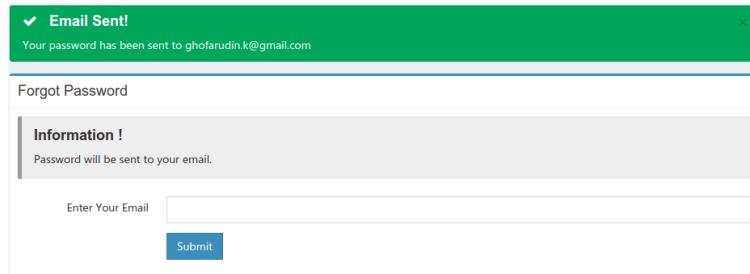 Email Sent!
Your password has been sent to ghofarudin.k@gmail.com
Forgot Password
Information !
Password will be sent to your email.
Enter Your Email
Submit